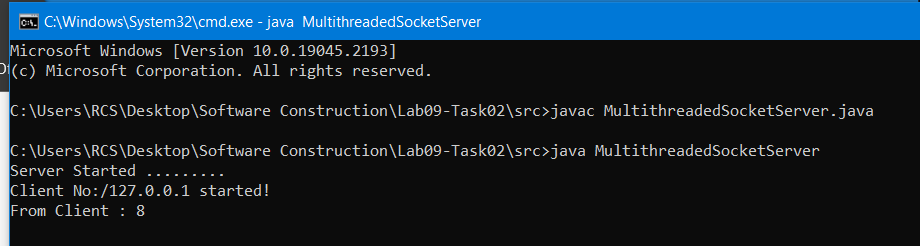 C:\Windows\System32\cmd.exe - java  MultithreadedSocketServer
Microsoft Windows [Version 10.0.19045.2193]
(c) Microsoft Corporation. All rights reserved.
C:\Users\RCS\Desktop\Software Construction\Lab09-Task02\src>javac MultithreadedSocketServer.java
C:\Users\RCS\Desktop\Software Construction\Lab09-Task02\src>java MultithreadedSocketServer
Server Started .........
Client No:/127.0.0.1 started!
From Client : 8